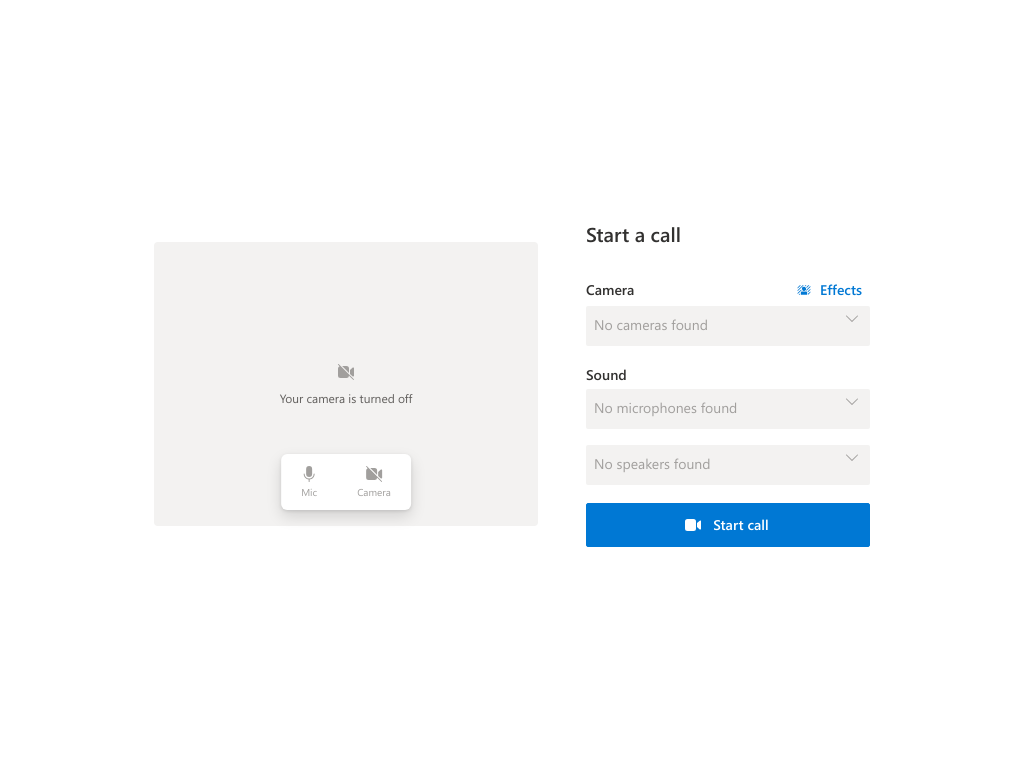 Start a call
Camera
Effects
No cameras found
Your camera is turned off
Sound
No microphones found
No speakers found
Mic
Camera
Start call